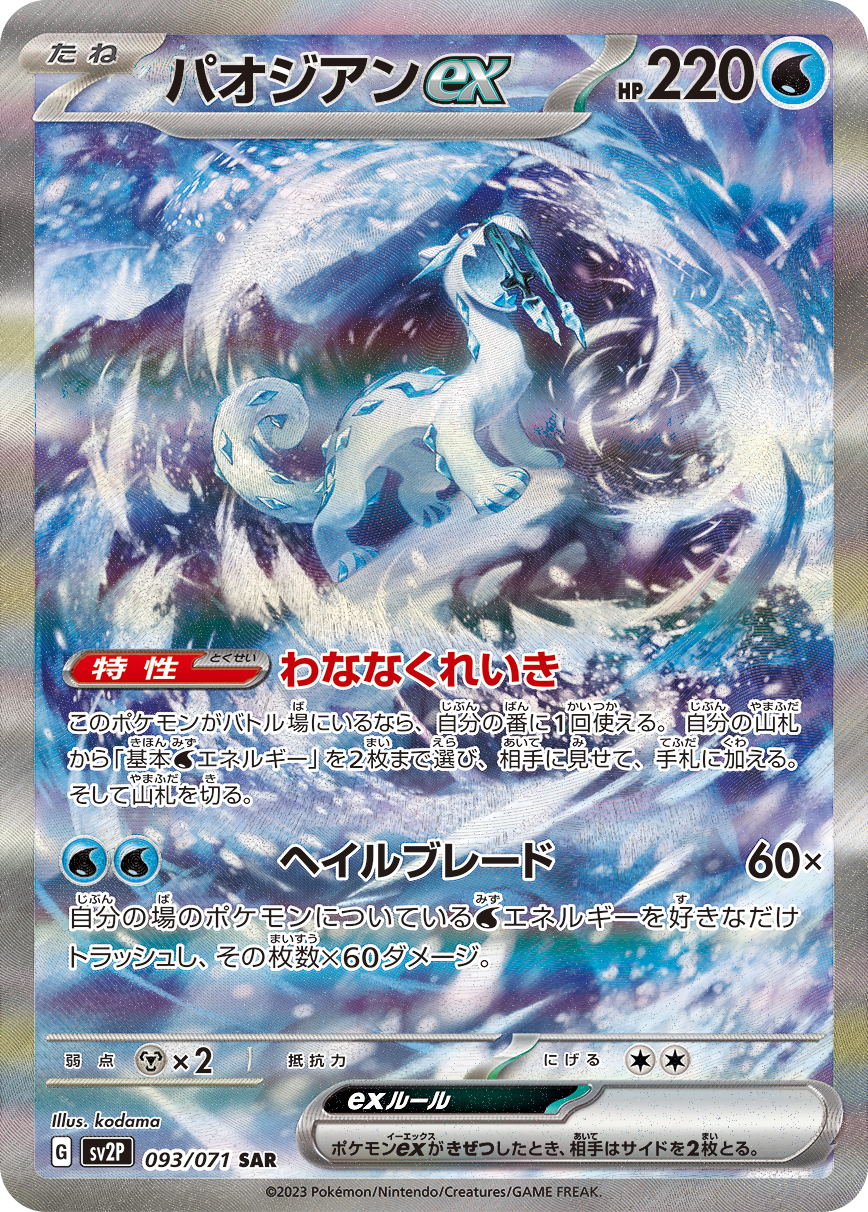 たね パオジアンex HP220
特性 とくせい わななくれいき
このポケモンがバトル場にいるなら、自分の番に1回使える。自分の山札
から「基本エネルギー」を2枚まで選び、相手に見せて、手札に加える。
そして山札を切る。
ヘイルブレード 60×
自分の場のポケモンについているエネルギーを好きなだけ
トラッシュし、その枚数×60ダメージ。
弱点 ×2 抵抗力 にげる
exルール
ポケモンexがきぜつしたとき、相手はサイドを2枚とる。
Illus. kodama
G sv2P 093/071 SAR
©2023 Pokémon/Nintendo/Creatures/GAME FREAK.